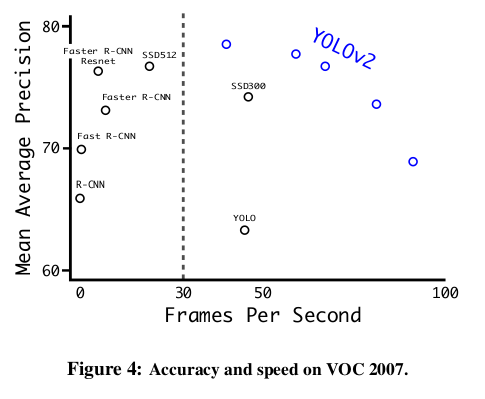 80
Faster R-CNN
Resnet
SSD512
YOLOv2
SSD300
Faster R-CNN
70
Fast R-CNN
R-CNN
YOLO
60
Mean Average Precision
0
30
50
100
Frames Per Second
Figure 4: Accuracy and speed on VOC 2007.